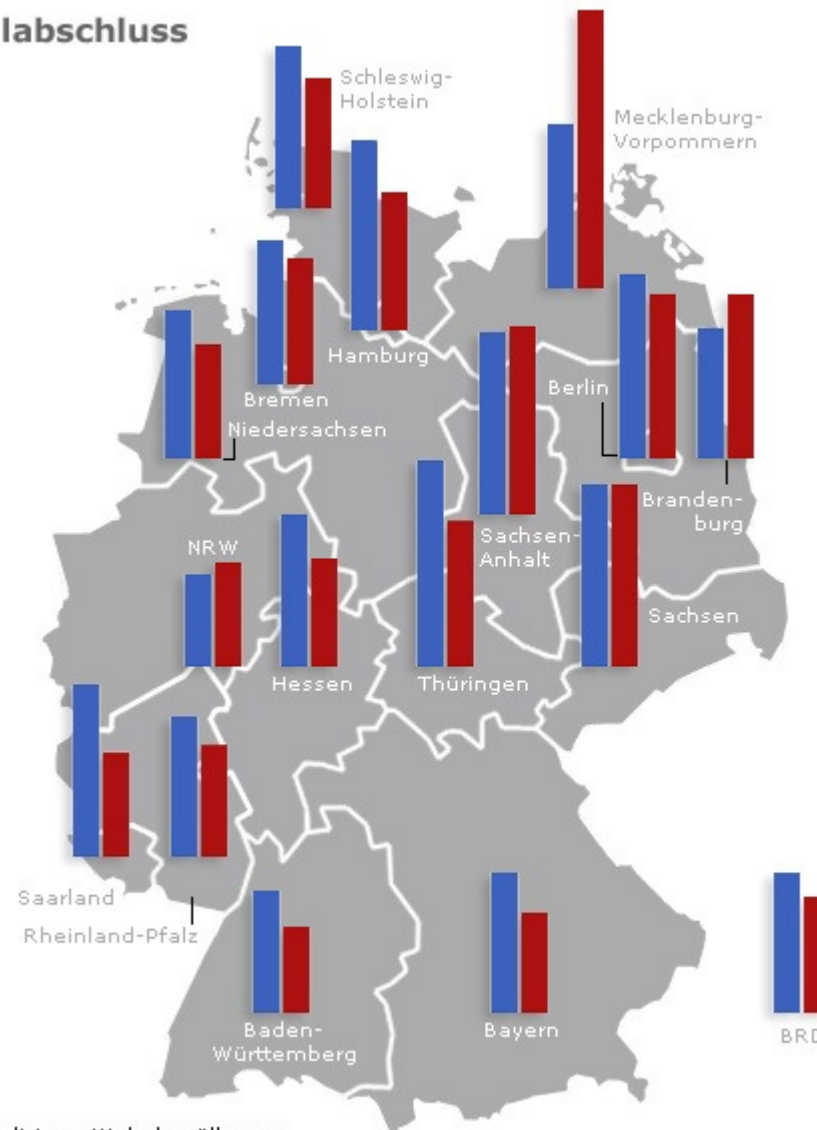 labschluss
Schleswig-
Holstein
Mecklenburg-
Vorpommern
Hamburg
Bremen
Niedersachsen
Berlin
Branden-
burg
Sachsen-
Anhalt
NRW
Sachsen
Hessen
Thüringen
Saarland
Rheinland-Pfalz
Baden-
Württemberg
Bayern
BRD